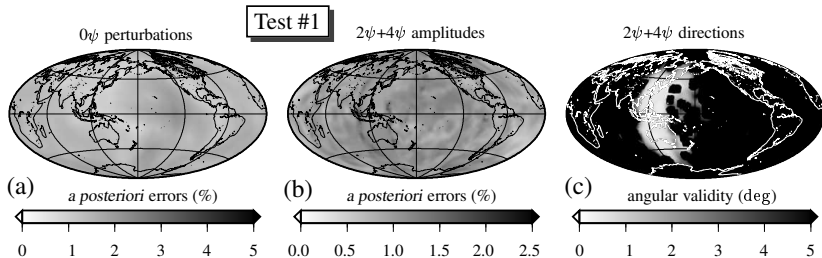 Test #1
0ψ perturbations
2ψ+4ψ amplitudes
2ψ+4ψ directions
(a)
(b)
(c)
a posteriori errors (%)
a posteriori errors (%)
angular validity (deg)
0 1 2 3 4 5
0.0 0.5 1.0 1.5 2.0 2.5
0 1 2 3 4 5